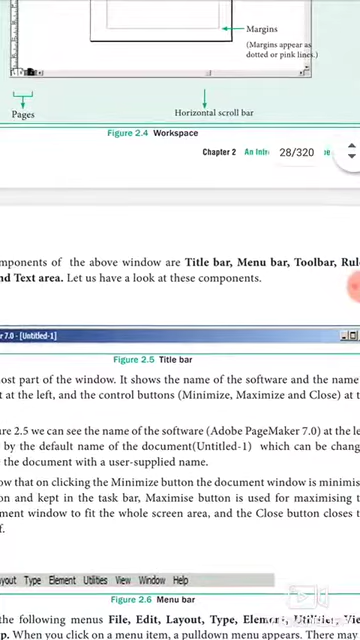 Margins
(Margins appear as
dotted or pink lines.)
Pages
Horizontal scroll bar
Figure 2.4 Workspace
Chapter 2 An Intr
28/320
mponents of the above window are Title bar, Menu bar, Toolbar, Rule
nd Text area. Let us have a look at these components.
r 7.0 - [Untitled-1]
Figure 2.5 Title bar
ost part of the window. It shows the name of the software and the name
t at the left, and the control buttons (Minimize, Maximize and Close) at t
ure 2.5 we can see the name of the software (Adobe PageMaker 7.0) at the le
by the default name of the document(Untitled-1) which can be chang
the document with a user-supplied name.
ow that on clicking the Minimize button the document window is minimis
on and kept in the task bar, Maximise button is used for maximising t
ment window to fit the whole screen area, and the Close button closes t
f.
ayout Type Element Utilities View Window Help
Figure 2.6 Menu bar
the following menus File, Edit, Layout, Type, Element, Utilities, Vie
p. When you click on a menu item, a pulldown menu appears. There may